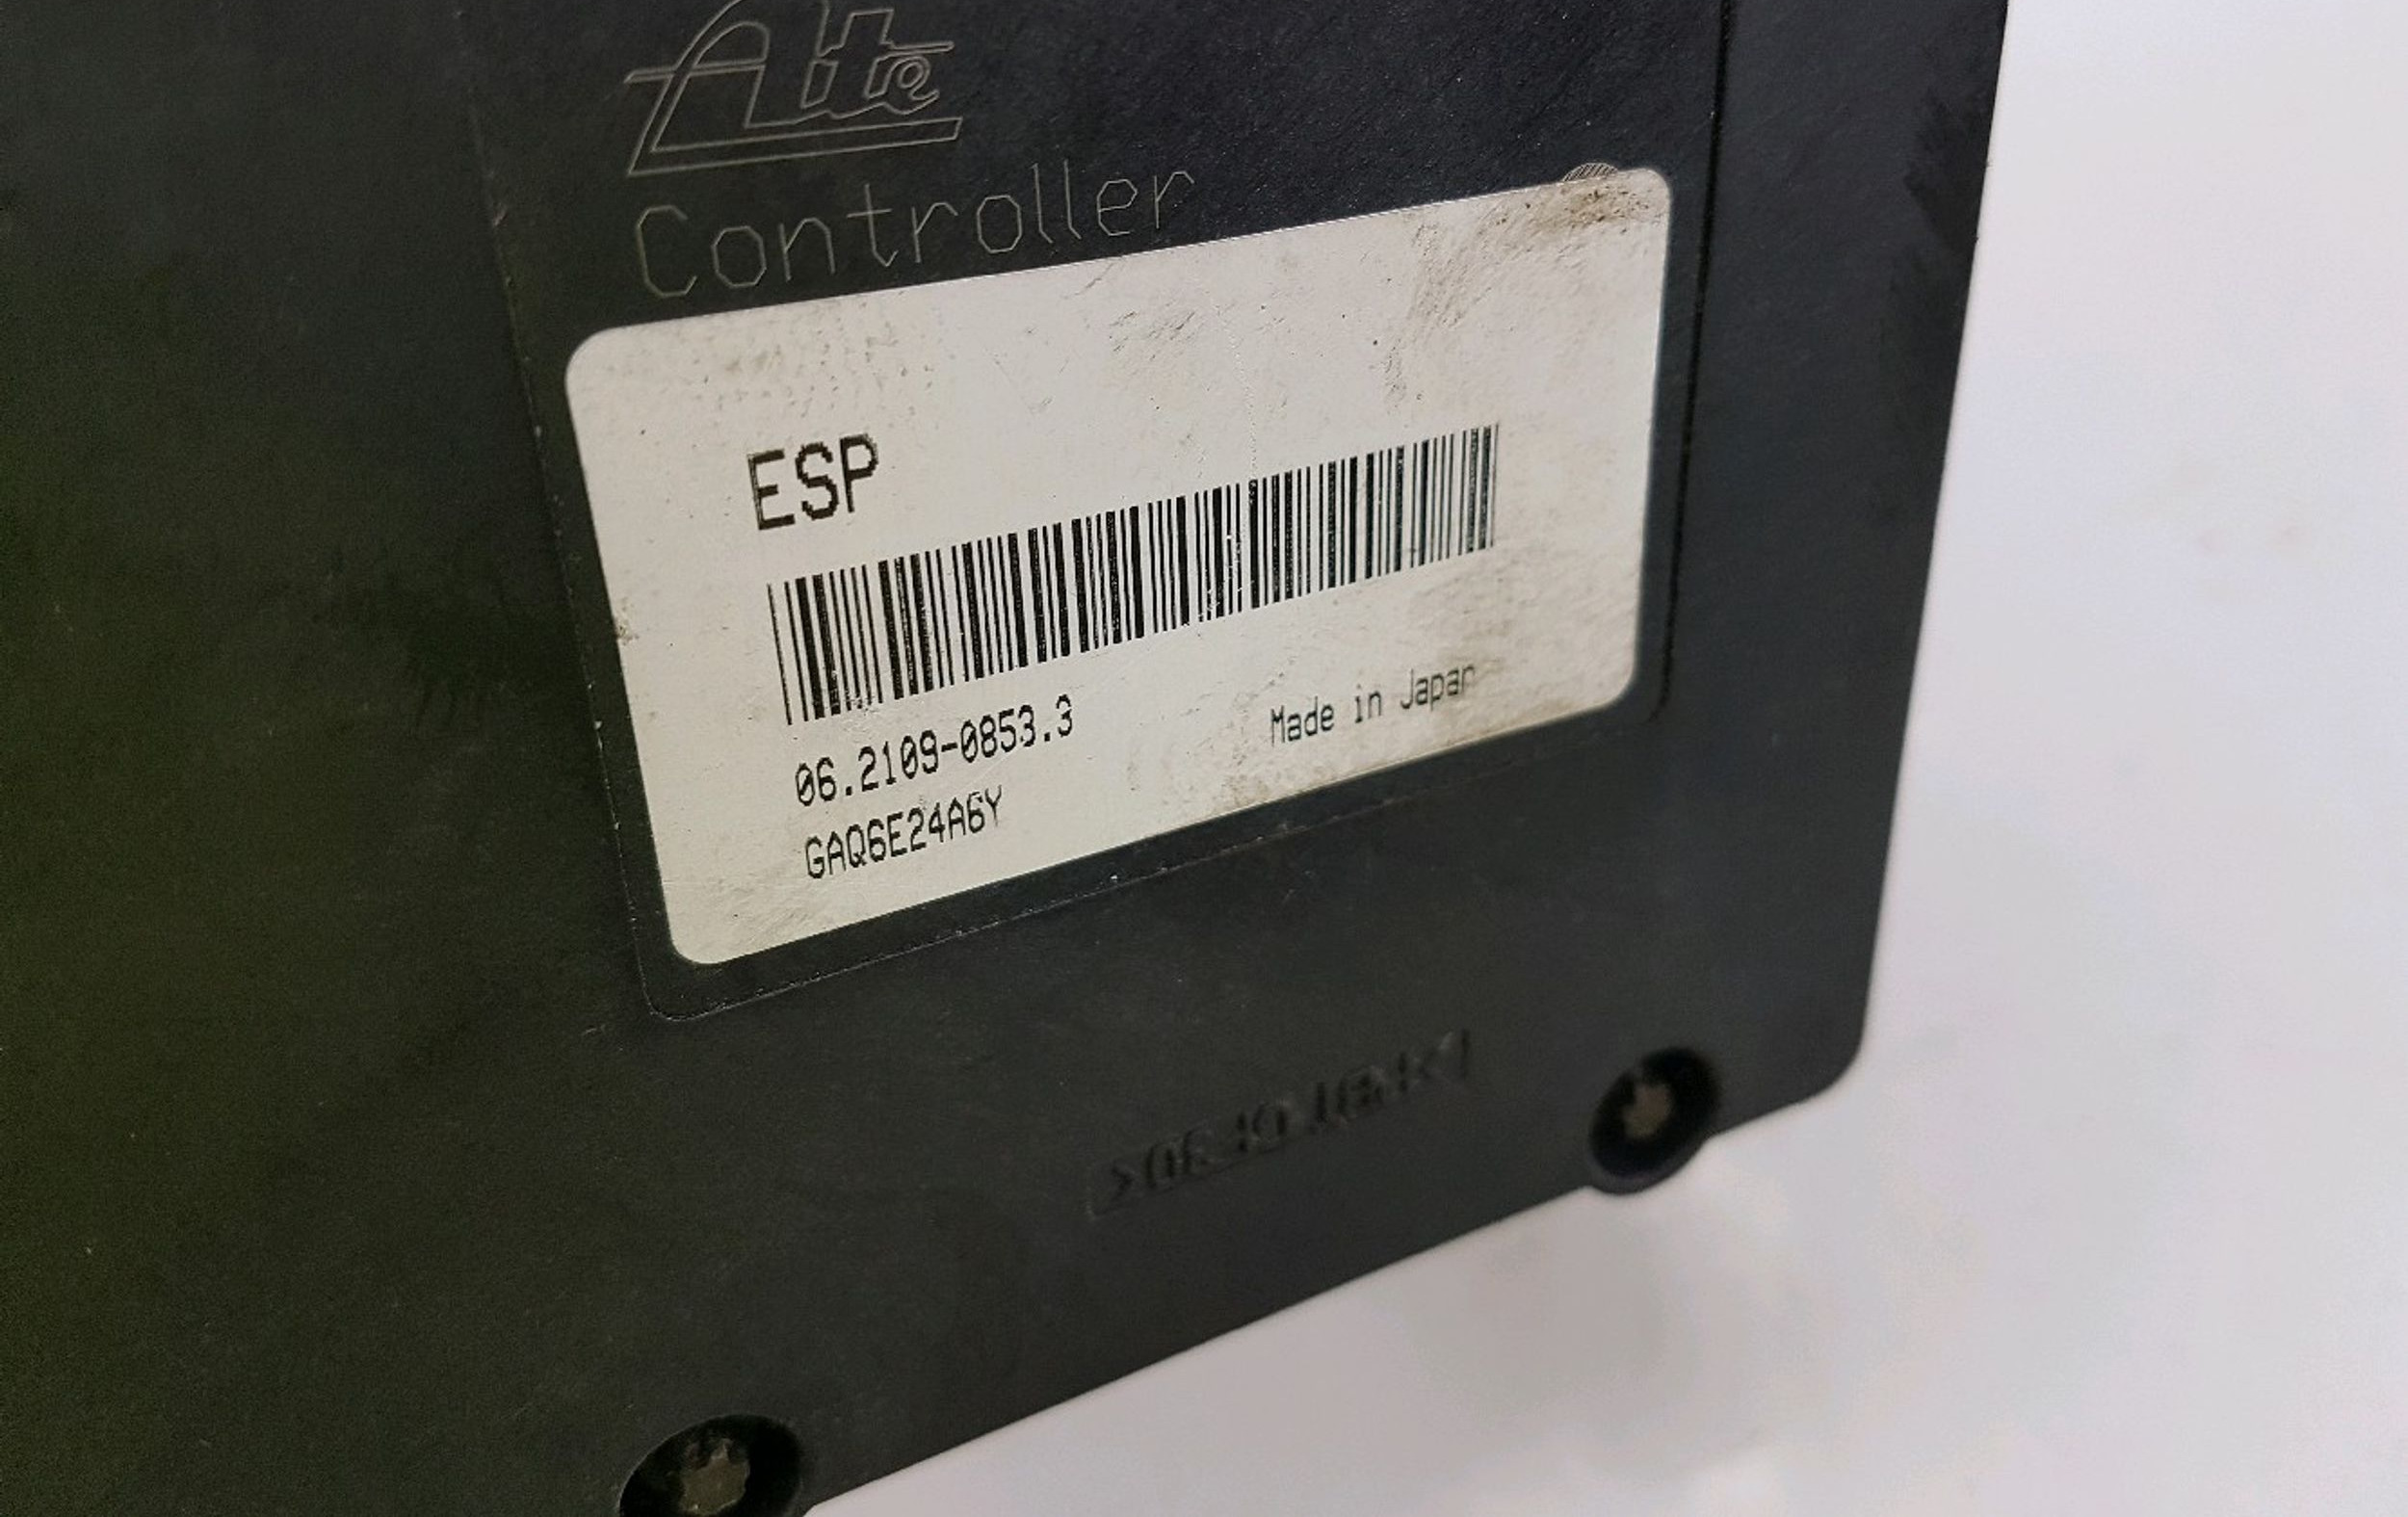 Ate
Controller
ESP
06.2109-0853.3
Made in Japan
GAQ6E24A6Y